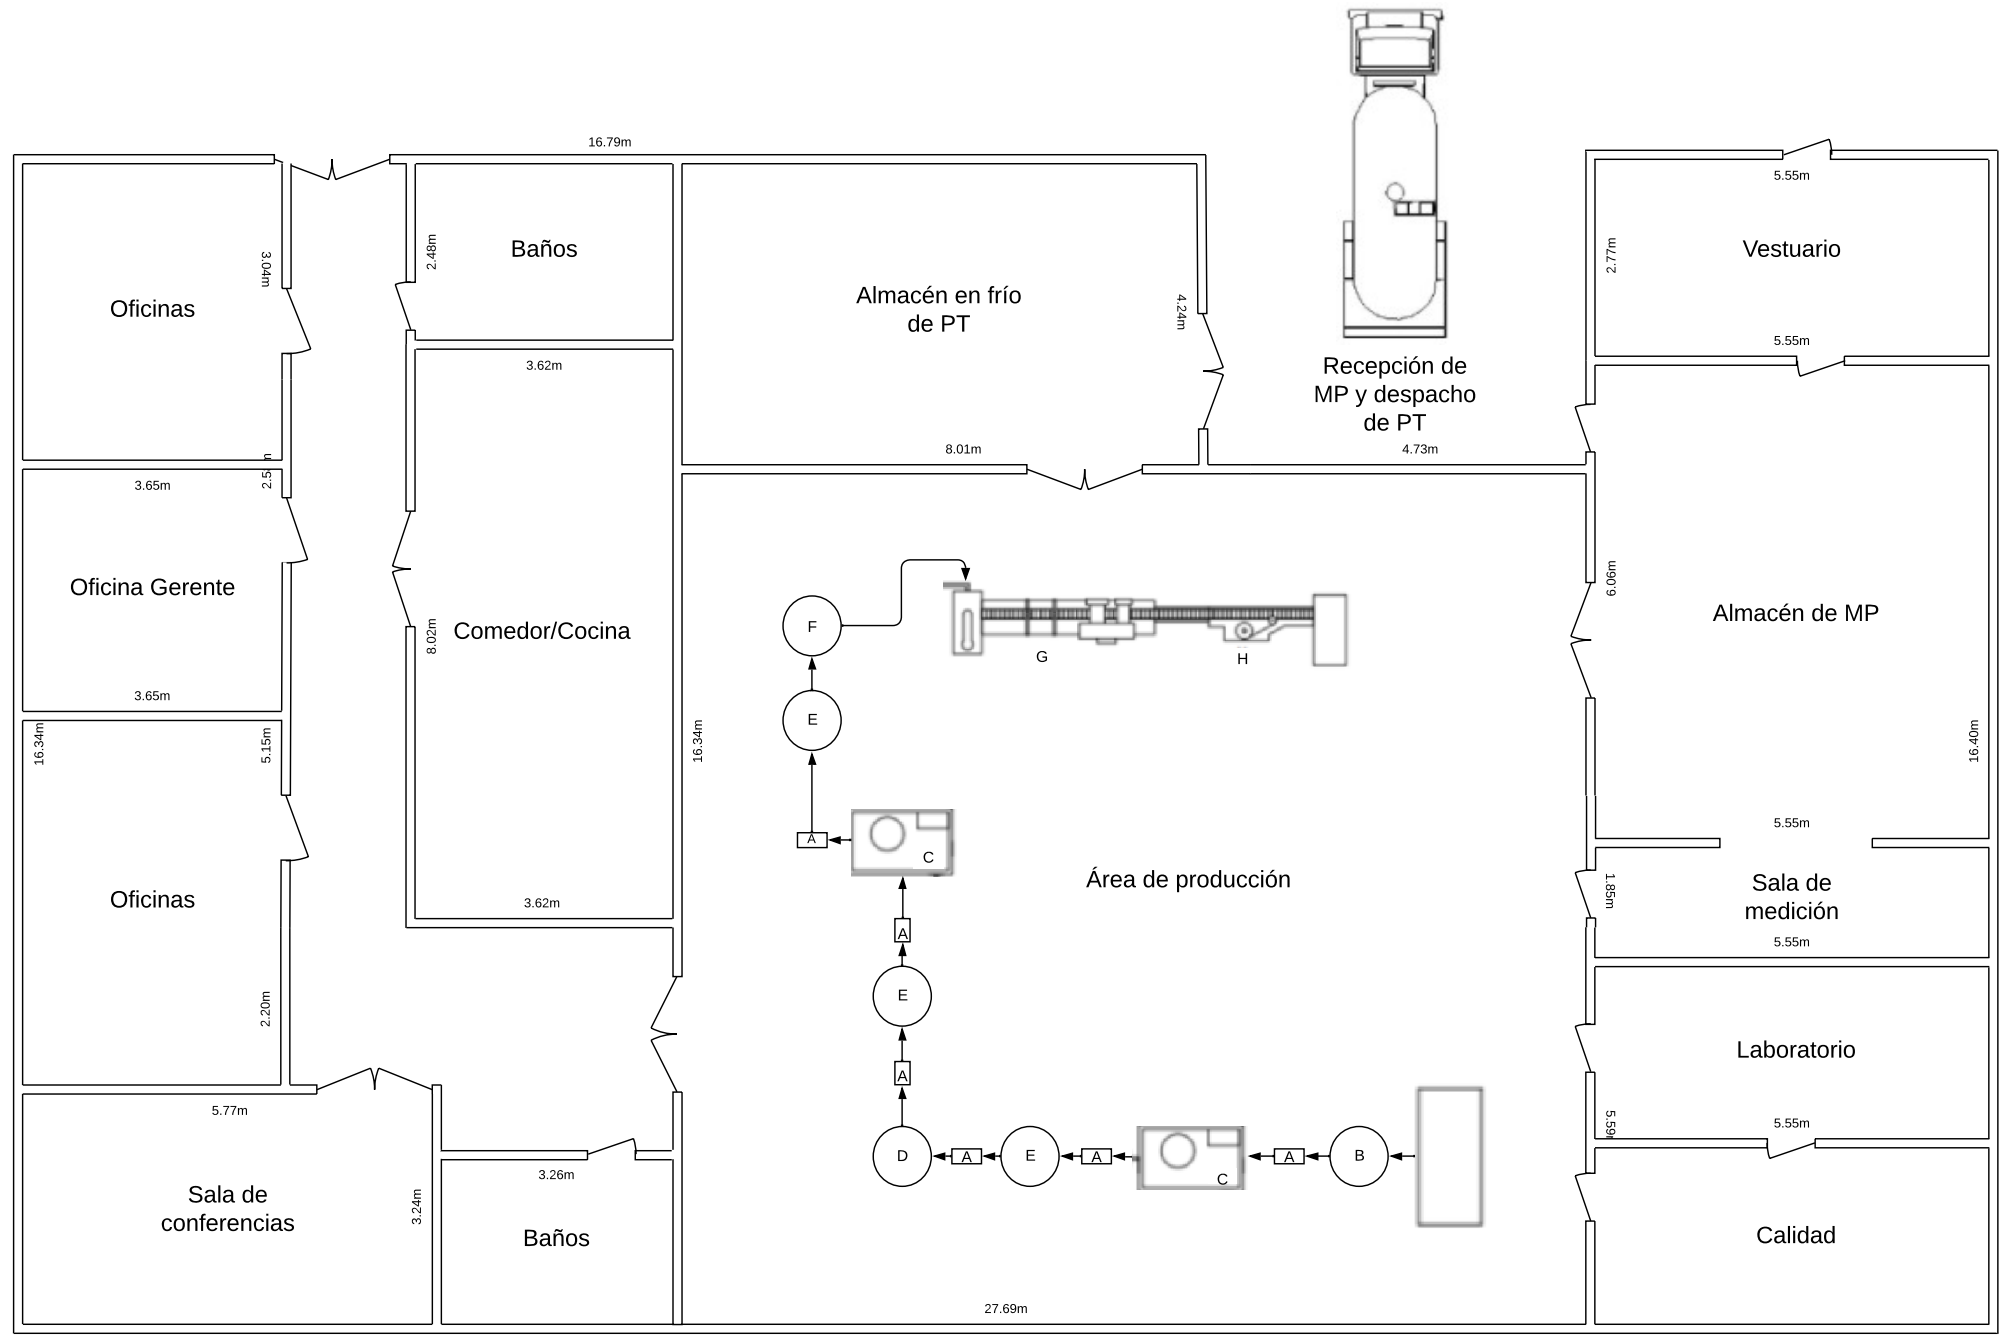 16.79m
5.55m
Oficinas
3.04m
2.48m
Baños
Almacén en frío
de PT
4.24m
Recepción de
MP y despacho
de PT
2.77m
Vestuario
5.55m
3.62m
8.01m
4.73m
3.65m
Oficina Gerente
3.65m
Comedor/Cocina
8.02m
F
G
H
E
9.09m
Almacén de MP
16.34m
5.15m
16.34m
16.40m
A
C
5.55m
Área de producción
Oficinas
3.62m
1.85m
Sala de
medición
5.55m
A
E
2.20m
A
Laboratorio
5.77m
5.55m
D
A
E
A
C
A
B
3.26m
Sala de
conferencias
3.24m
Baños
Calidad
27.69m